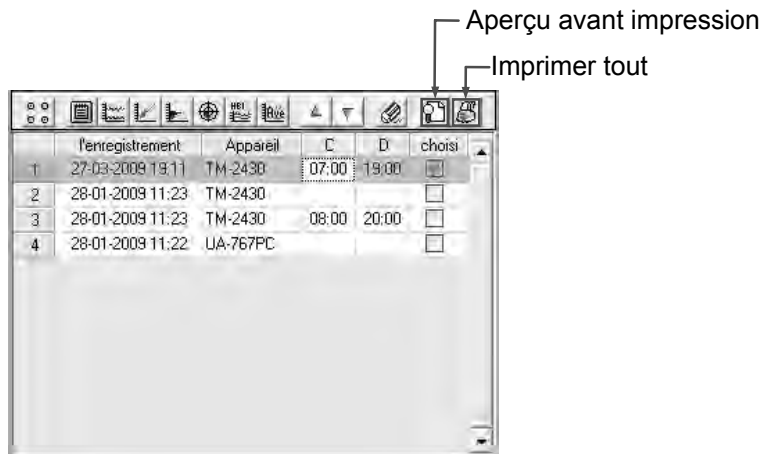 Aperçu avant impression
Imprimer tout
HBI
Ave
l'enregistrement Appareil C D choisi
1 27-03-2009 19:11 TM-2430 07:00 19:00
2 28-01-2009 11:23 TM-2430
3 28-01-2009 11:23 TM-2430 08:00 20:00
4 28-01-2009 11:22 UA-767PC